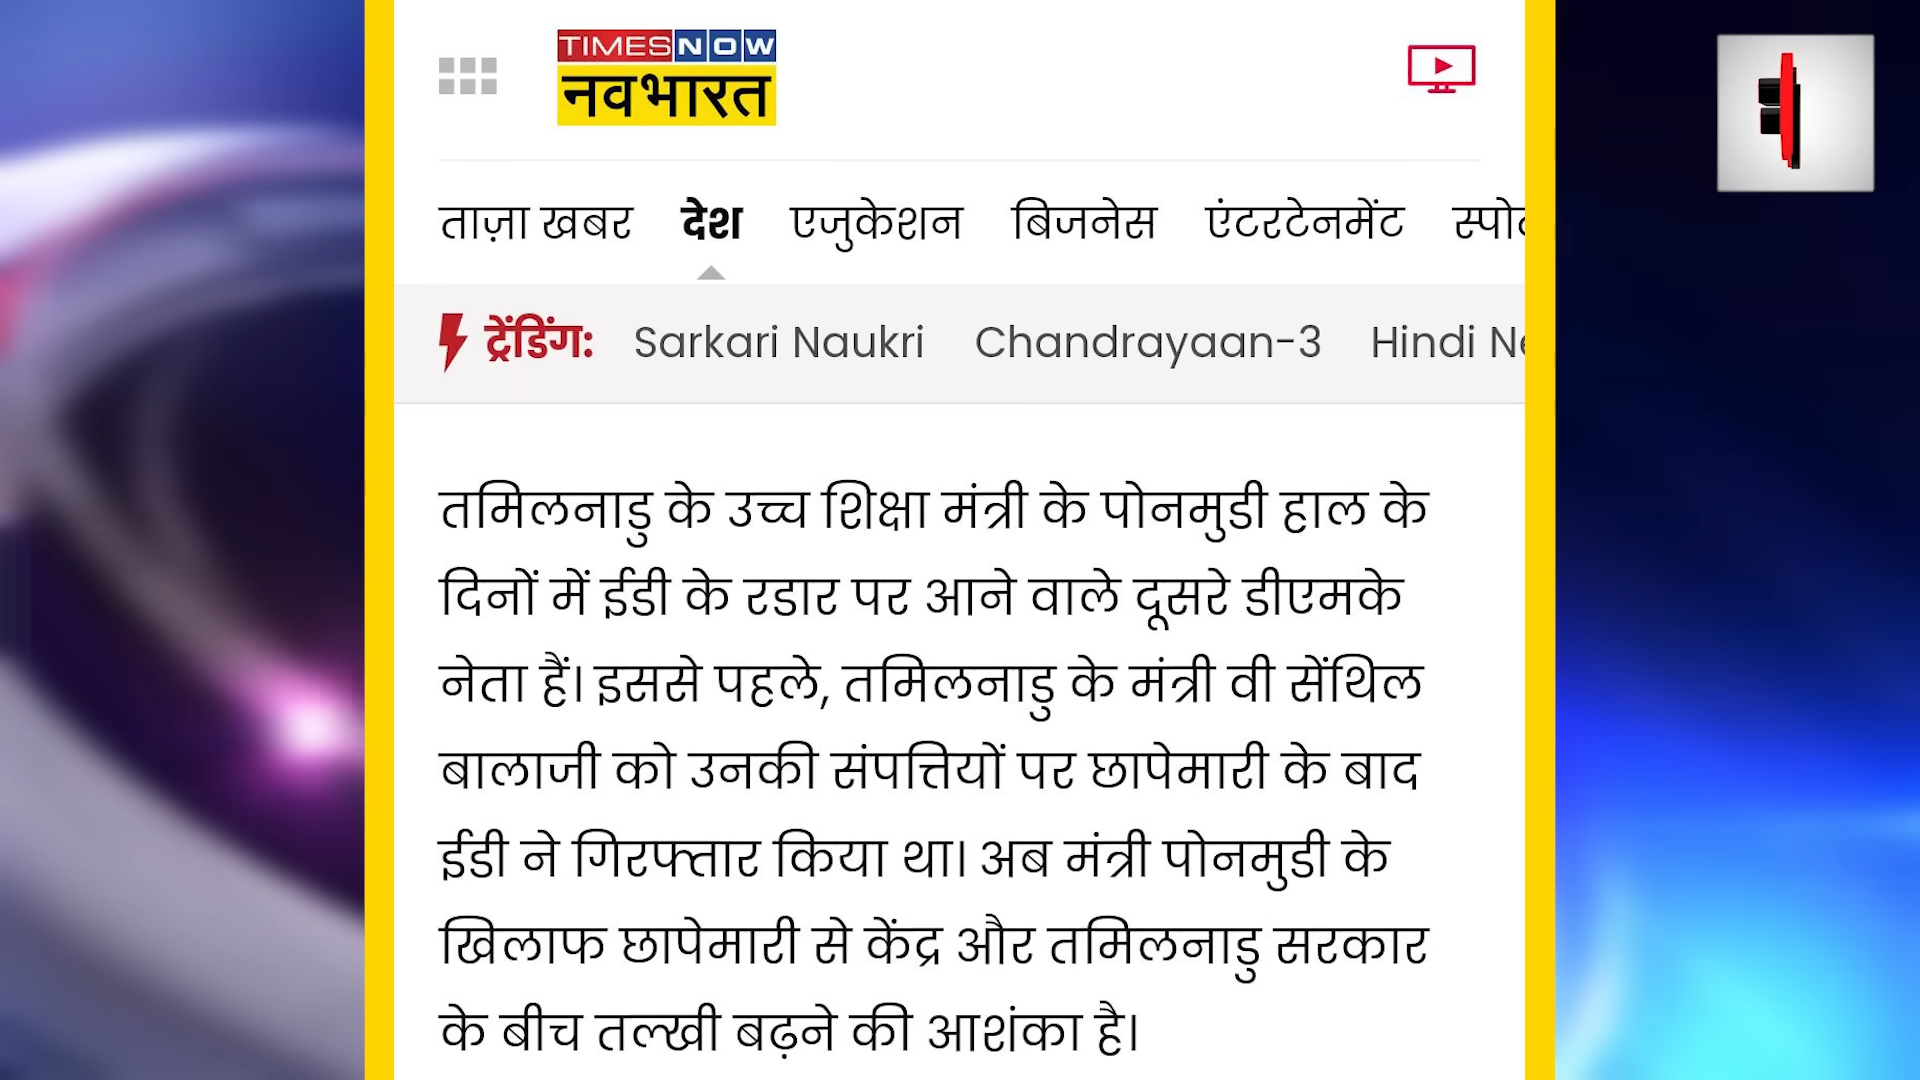 TIMES NOW
नवभारत
ताज़ा खबर देश एजुकेशन बिजनेस एंटरटेनमेंट
ट्रेंडिंग: Sarkari Naukri Chandrayaan-3 Hindi
तमिलनाडु के उच्च शिक्षा मंत्री के पोनमुडी हाल के
दिनों में ईडी के रडार पर आने वाले दूसरे डीएमके
नेता हैं। इससे पहले, तमिलनाडु के मंत्री वी सेंथिल
बालाजी को उनकी संपत्तियों पर छापेमारी के बाद
ईडी ने गिरफ्तार किया था। अब मंत्री पोनमुडी के
खिलाफ छापेमारी से केंद्र और तमिलनाडु सरकार
के बीच तल्खी बढ़ने की आशंका है।